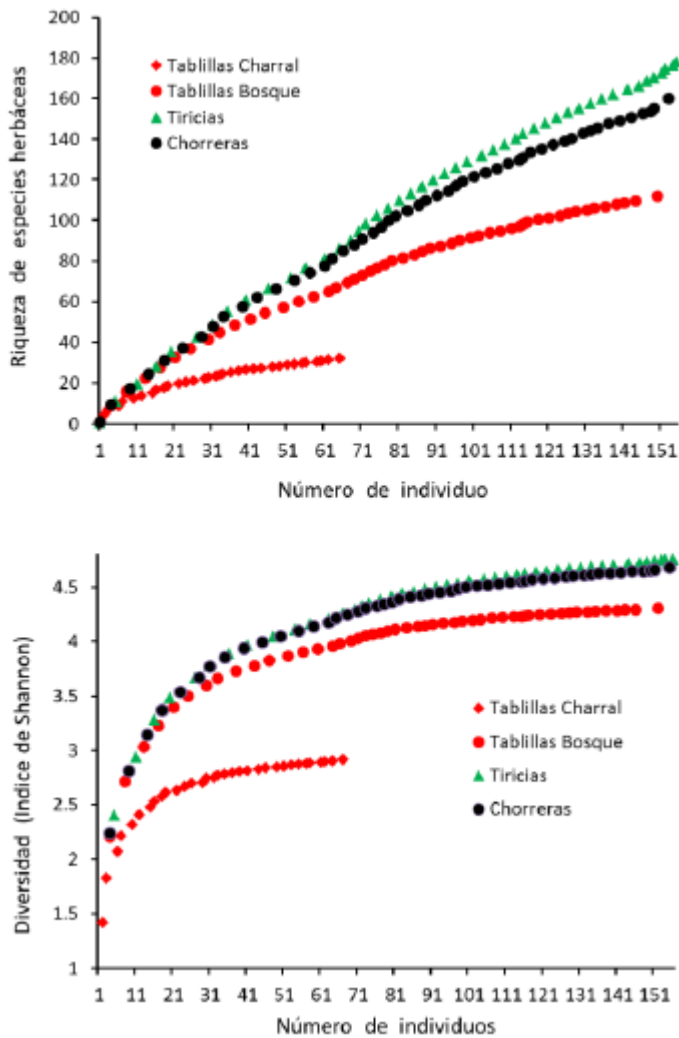 200
180
160
140
120
100
80
60
40
20
0
Riqueza de especies herbáceas
Tablillas Charral
Tablillas Bosque
Tiricias
Chorreras
1 11 21 31 41 51 61 71 81 91 101 111 121 131 141 151
Número de individuo
4.5
4
3.5
3
2.5
2
1.5
1
Diversidad (Indice de Shannon)
Tablillas Charral
Tablillas Bosque
Tiricias
Chorreras
1 11 21 31 41 51 61 71 81 91 101 111 121 131 141 151
Número de individuos